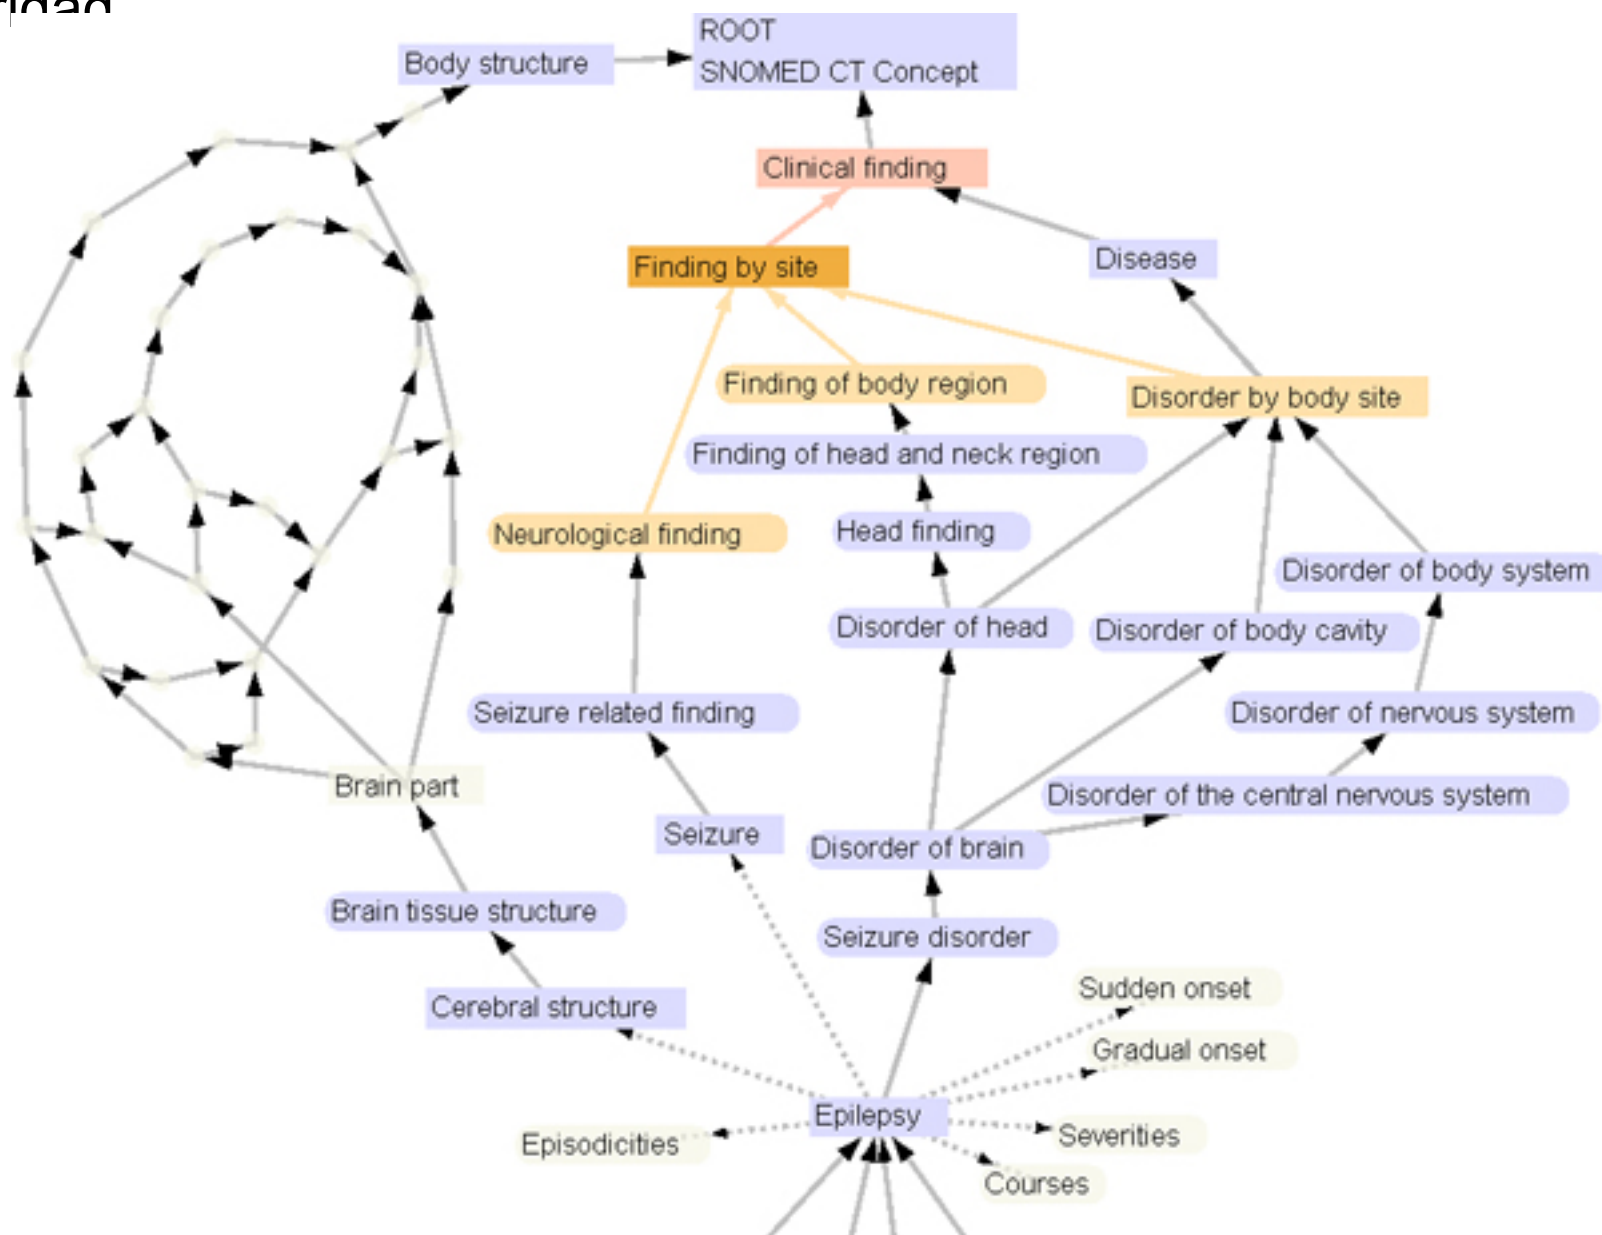 ROOT
Body structure
SNOMED CT Concept
Clinical finding
Disease
Finding by site
Finding of body region
Disorder by body site
Finding of head and neck region
Neurological finding
Head finding
Disorder of body system
Disorder of head
Disorder of body cavity
Seizure related finding
Disorder of nervous system
Brain part
Disorder of the central nervous system
Seizure
Disorder of brain
Brain tissue structure
Seizure disorder
Sudden onset
Cerebral structure
Gradual onset
Epilepsy
Episodicities
Severities
Courses